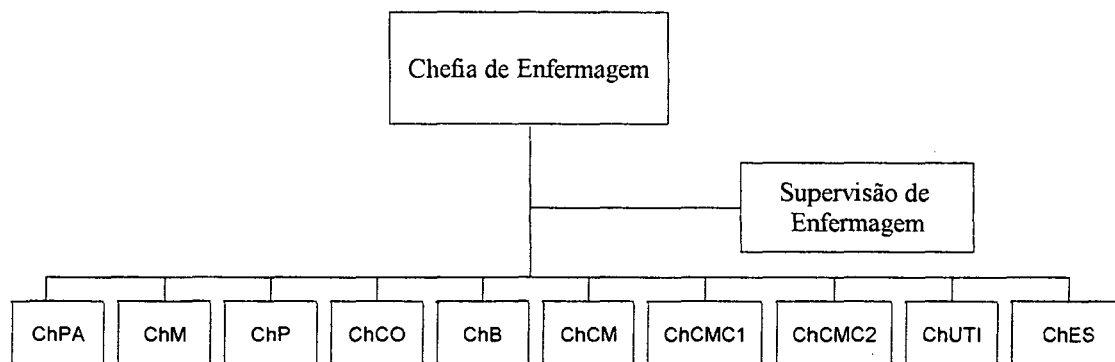 Chefia de Enfermagem
Supervisão de
Enfermagem
ChPA
ChM
ChP
ChCO
ChB
ChCM
ChCMC1
ChCMC2
ChUTI
ChES